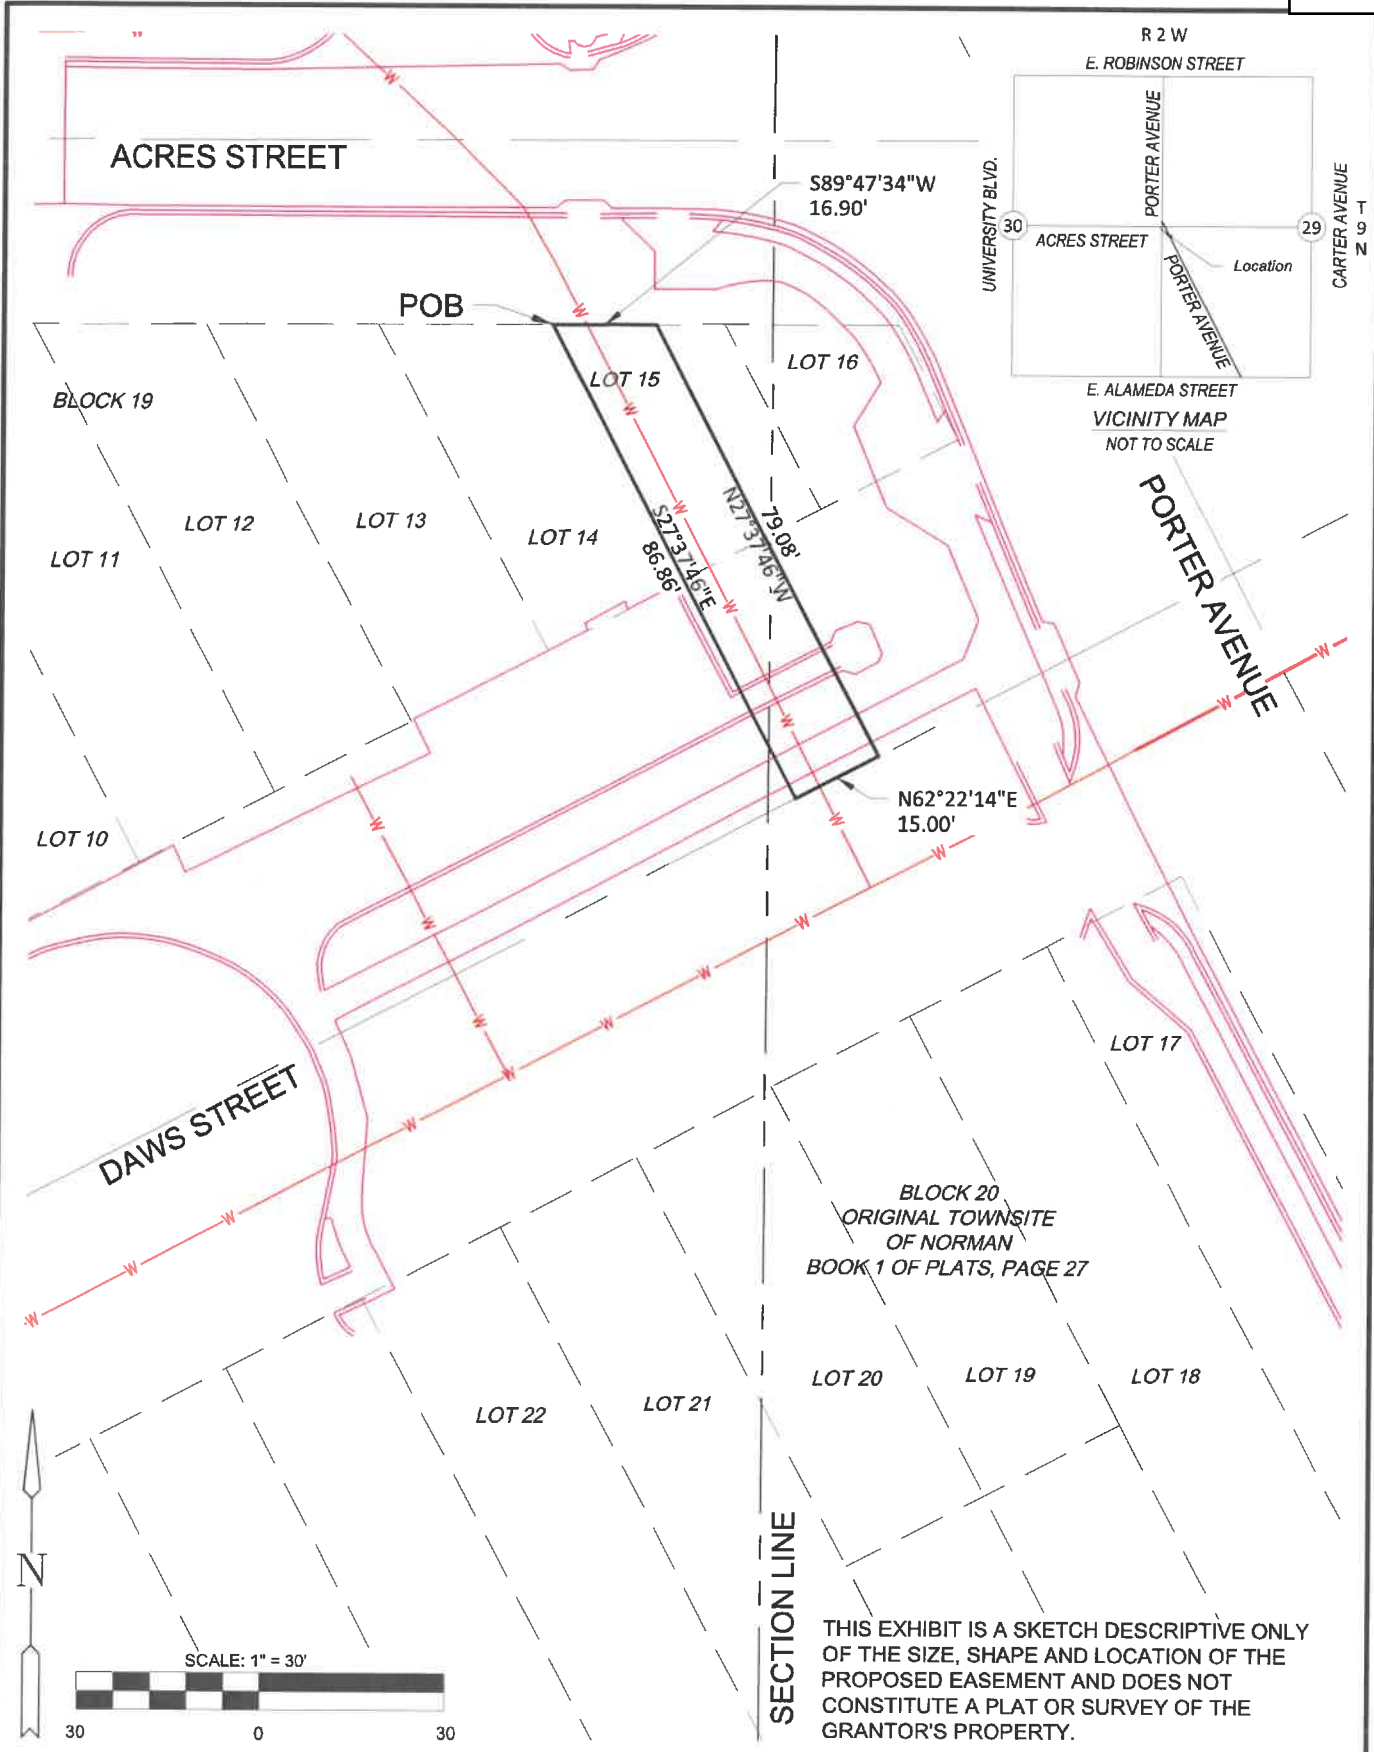 R 2 W
E. ROBINSON STREET
PORTER AVENUE
UNIVERSITY BLVD.
30
ACRES STREET
29
CARTER AVENUE
T
9
N
Location
PORTER AVENUE
E. ALAMEDA STREET
VICINITY MAP
NOT TO SCALE
W
ACRES STREET
S89°47'34"W
16.90'
POB
W
LOT 15
LOT 16
W
BLOCK 19
LOT 11
LOT 12
LOT 13
LOT 14
W
S27°37'46"E
86.86'
79.08'
N27°37'46"W
W
PORTER AVENUE
W
W
W
N62°22'14"E
15.00'
LOT 10
W
W
W
W
W
W
W
W
W
W
W
W
W
DAWS STREET
LOT 17
BLOCK 20
ORIGINAL TOWNSITE
OF NORMAN
BOOK 1 OF PLATS, PAGE 27
LOT 22
LOT 21
LOT 20
LOT 19
LOT 18
SECTION LINE
N
SCALE: 1" = 30'
30 0 30
THIS EXHIBIT IS A SKETCH DESCRIPTIVE ONLY
OF THE SIZE, SHAPE AND LOCATION OF THE
PROPOSED EASEMENT AND DOES NOT
CONSTITUTE A PLAT OR SURVEY OF THE
GRANTOR'S PROPERTY.